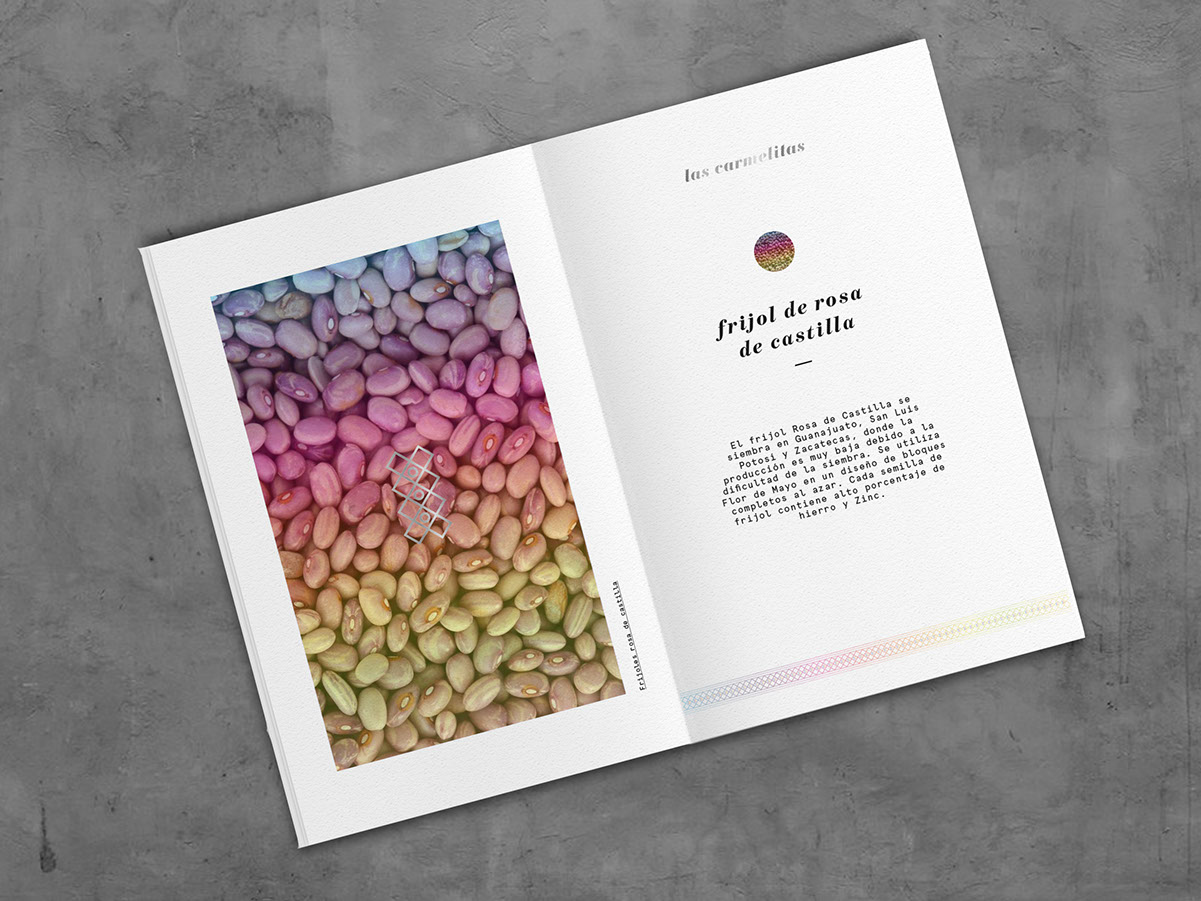 Frijoles rosa de castilla
las carmelitas
frijol de rosa
de castilla
El frijol Rosa de Castilla se
siembra en Guanajuato, San Luis
Potosi y Zacatecas, donde la
producción es muy baja debido a la
dificultad de la siembra. Se utiliza
Flor de Mayo en un diseño de bloques
completos al azar. Cada semilla de
frijol contiene alto porcentaje de
hierro y Zinc.